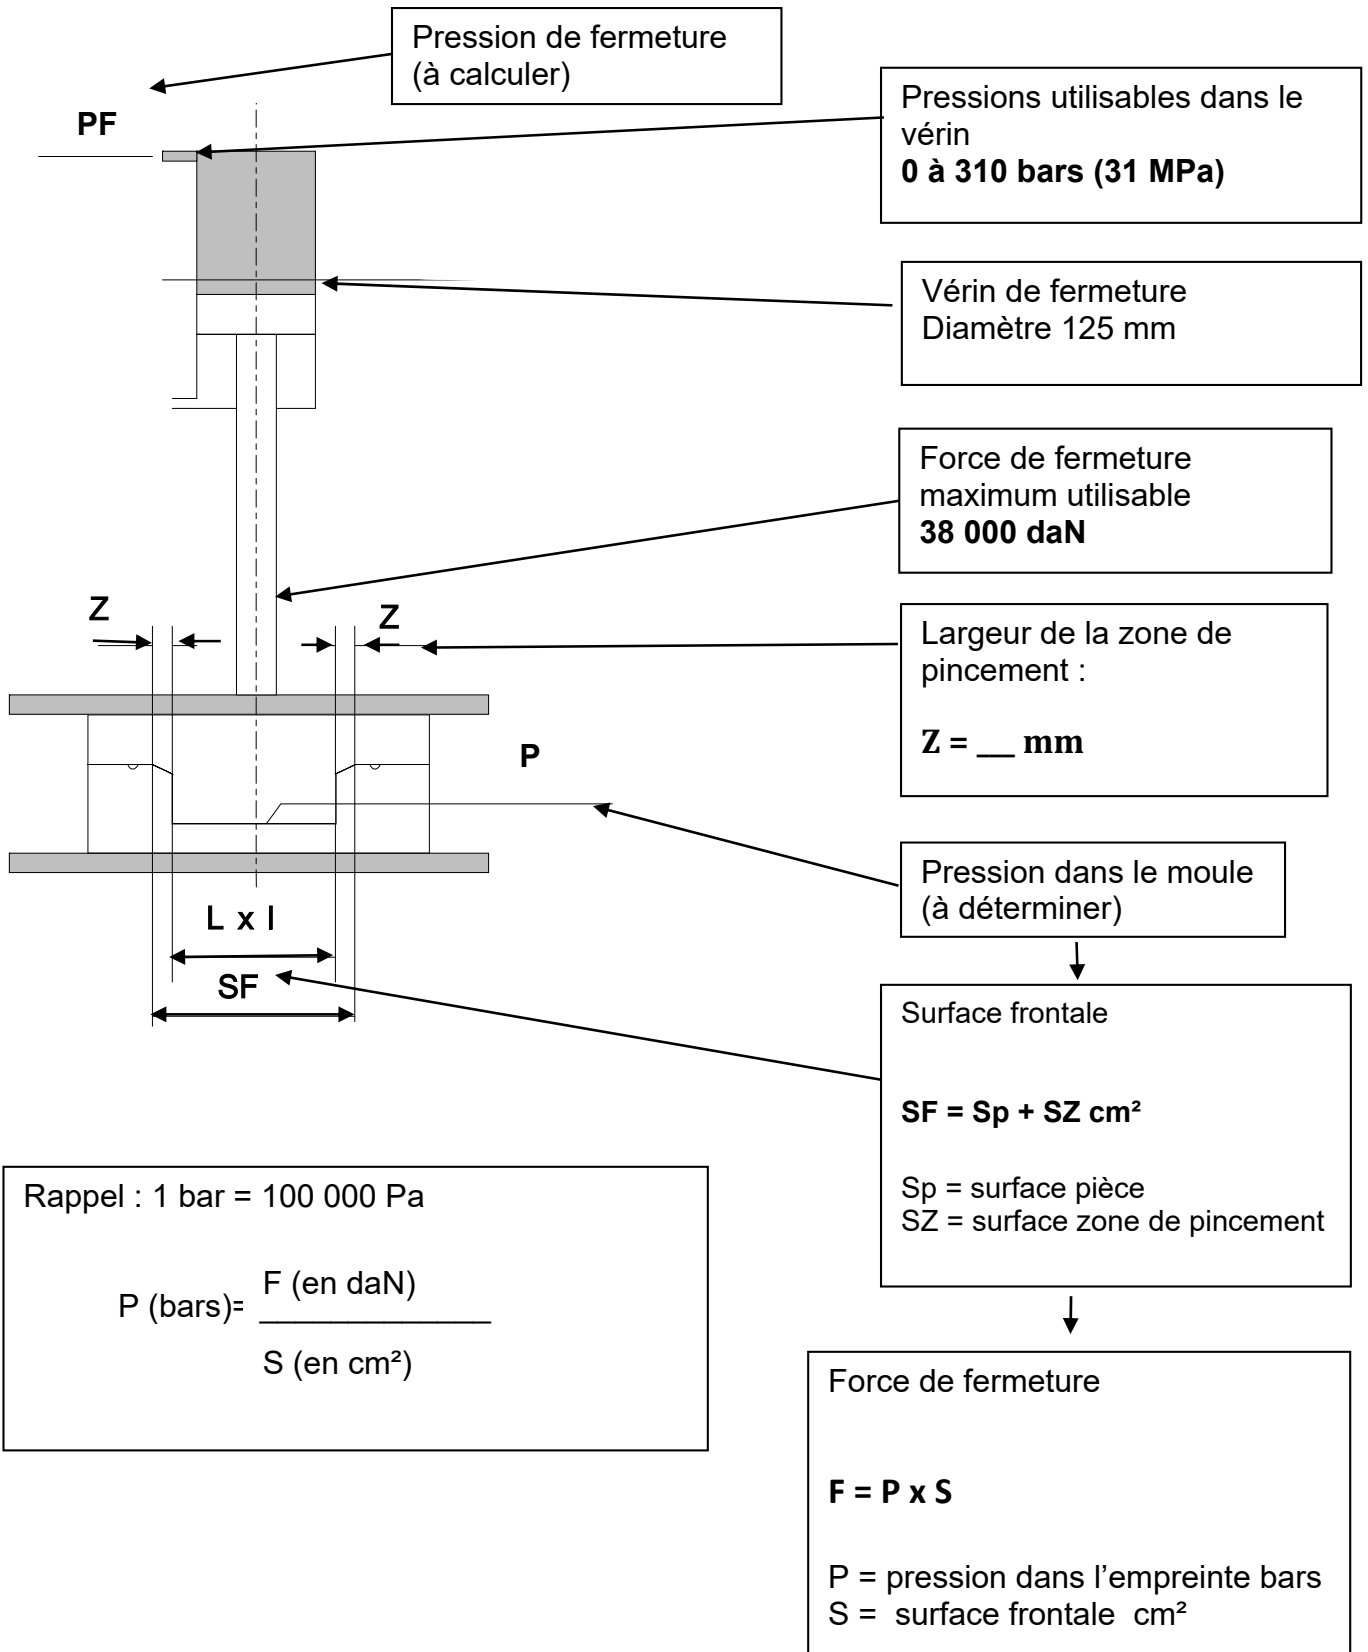 Pression de fermeture
(à calculer)
PF
Pressions utilisables dans le
vérin
0 à 310 bars (31 MPa)
Vérin de fermeture
Diamètre 125 mm
Force de fermeture
maximum utilisable
38 000 daN
Z
Z
Largeur de la zone de
pincement :
Z = __ mm
P
Pression dans le moule
(à déterminer)
L x l
SF
Surface frontale
SF = Sp + SZ cm²
Sp = surface pièce
SZ = surface zone de pincement
Rappel : 1 bar = 100 000 Pa
F (en daN)
P (bars)= _____________
S (en cm²)
Force de fermeture
F = P x S
P = pression dans l’empreinte bars
S = surface frontale cm²